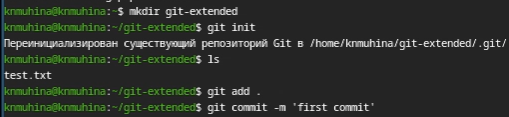 knmuhina@knmuhina:~$ mkdir git-extended
knmuhina@knmuhina:~/git-extended$ git init
Переинициализирован существующий репозиторий Git в /home/knmuhina/git-extended/.git/
knmuhina@knmuhina:~/git-extended$ ls
test.txt
knmuhina@knmuhina:~/git-extended$ git add .
knmuhina@knmuhina:~/git-extended$ git commit -m 'first commit'